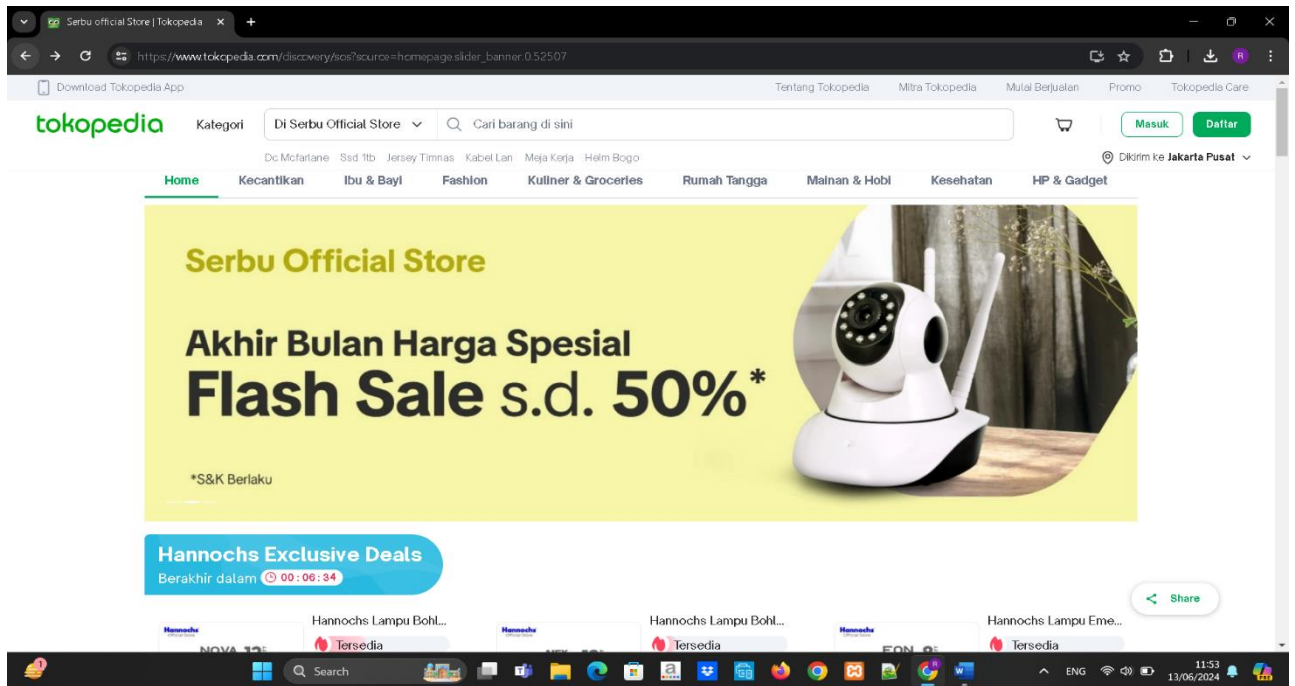 Serbu official Store | Tokopedia
https://www.tokopedia.com/discovery/sos?source=homepage.slider_banner.0.52507
R
Download Tokopedia App
Tentang Tokopedia Mitra Tokopedia Mulai Berjualan Promo Tokopedia Care
tokopedia Kategori Di Serbu Official Store Cari barang di sini Masuk Daftar
Dc Mcfarlane Ssd 1tb Jersey Timnas Kabel Lan Meja Kerja Helm Bogo Dikirim ke Jakarta Pusat
Home Kecantikan Ibu & Bayi Fashion Kuliner & Groceries Rumah Tangga Mainan & Hobi Kesehatan HP & Gadget
Serbu Official Store
Akhir Bulan Harga Spesial
Flash Sale s.d. 50%*
*S&K Berlaku
Hannochs Exclusive Deals
Berakhir dalam 00 : 06 : 34
Share
Hannochs Lampu Bohl... Hannochs Lampu Bohl... Hannochs Lampu Eme...
Hannochs Hannochs Hannochs
Tersedia Tersedia Tersedia
1 Search ENG 11:53
13/06/2024